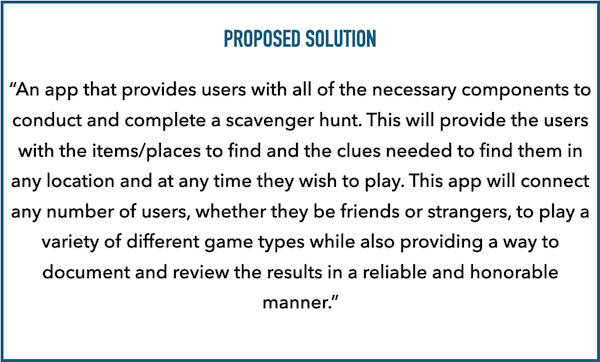 PROPOSED SOLUTION
“An app that provides users with all of the necessary components to
conduct and complete a scavenger hunt. This will provide the users
with the items/places to find and the clues needed to find them in
any location and at any time they wish to play. This app will connect
any number of users, whether they be friends or strangers, to play a
variety of different game types while also providing a way to
document and review the results in a reliable and honorable
manner.”